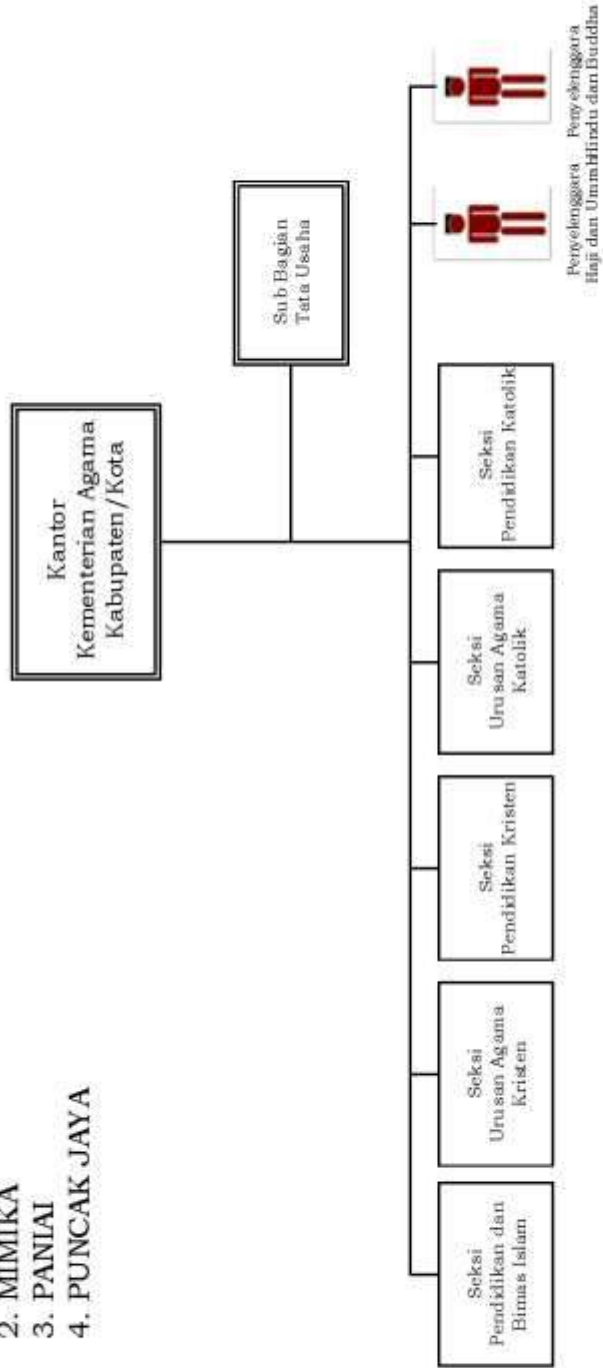 2. MIMIKA
3. PANIAI
4. PUNCAK JAYA
Kantor
Kementerian Agama
Kabupaten/Kota
Sub Bagian
Tata Usaha
Seksi
Pendidikan dan
Bimas Islam
Seksi
Urusan Agama
Kristen
Seksi
Pendidikan Kristen
Seksi
Urusan Agama
Katolik
Seksi
Pendidikan Katolik
Penyelenggara
Haji dan Umrah
Penyelenggara
Hindu dan Buddha